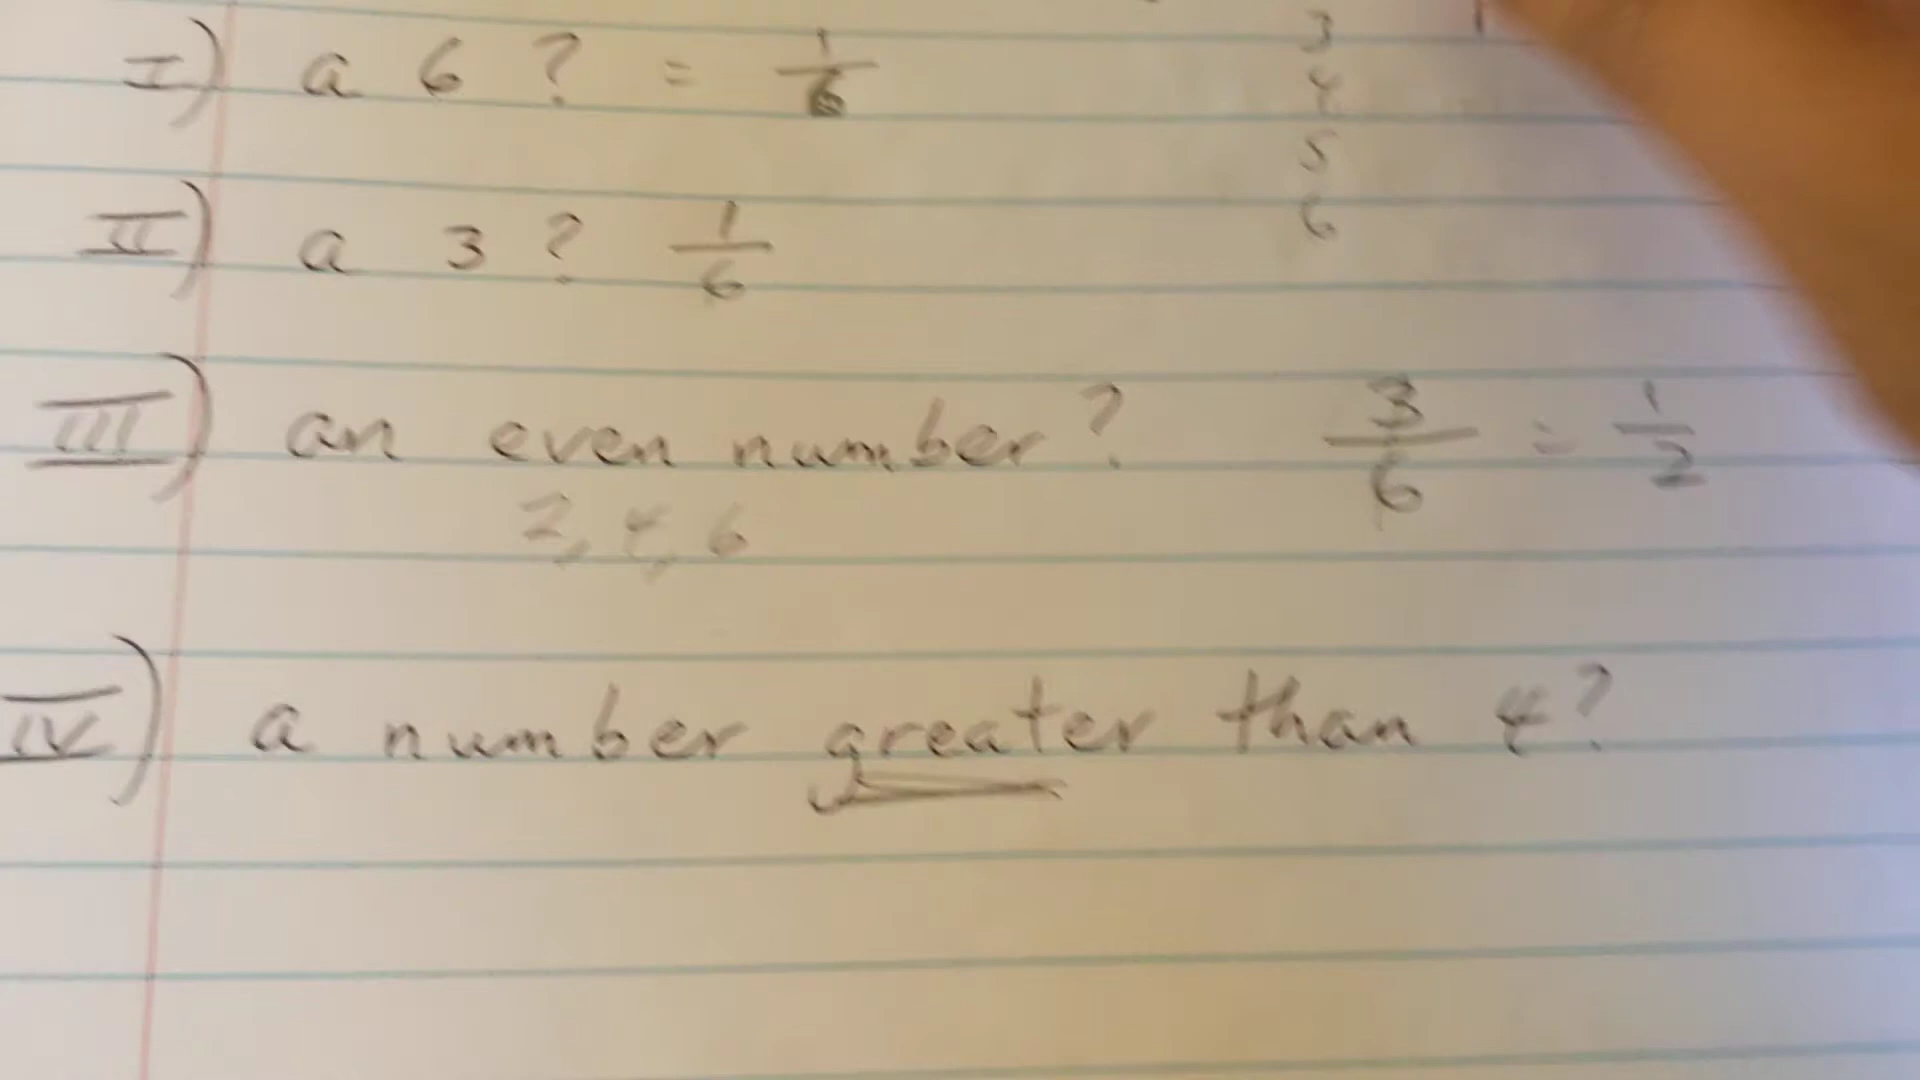 I) a 6 ? = 1/6
3
4
5
6
II) a 3 ? 1/6
III) an even number? 3/6 = 1/2
2, 4, 6
IV) a number greater than 4?